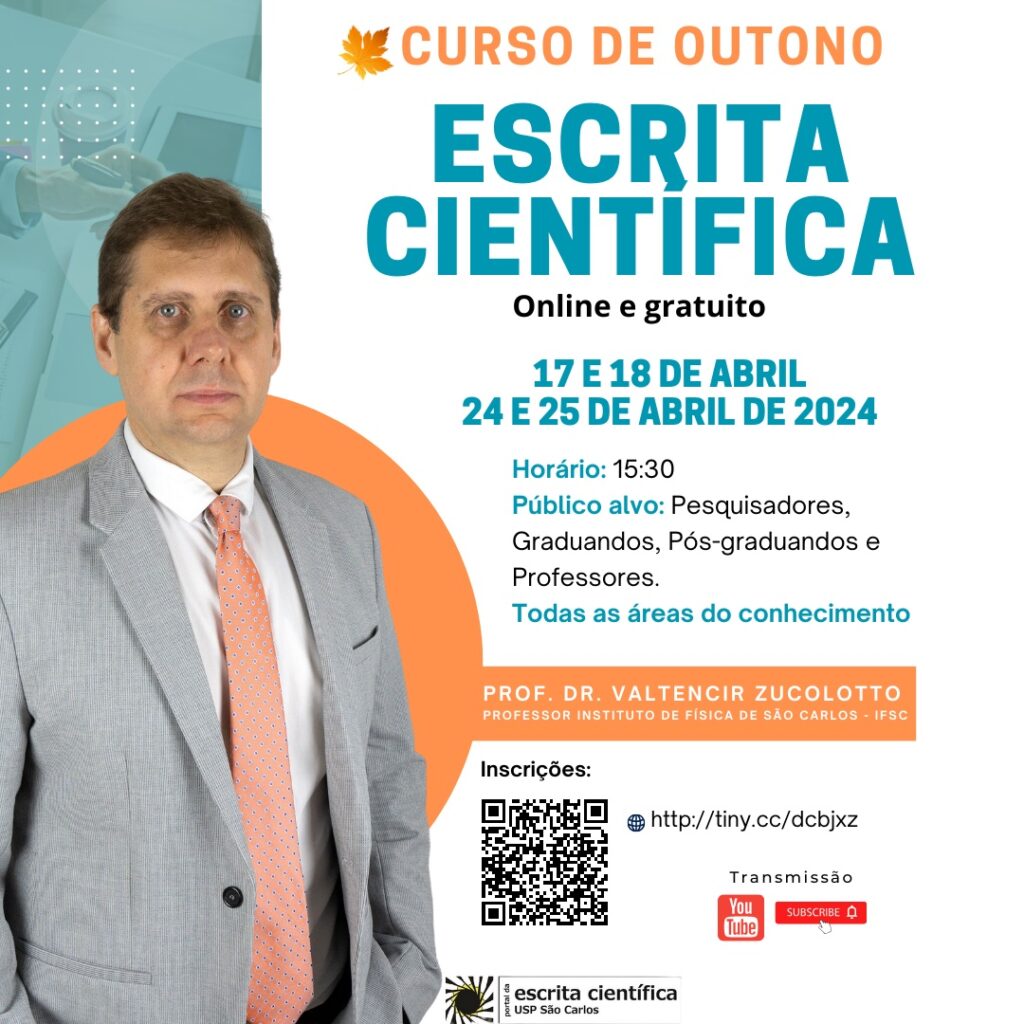 CURSO DE OUTONO
ESCRITA
CIENTÍFICA
Online e gratuito
17 E 18 DE ABRIL
24 E 25 DE ABRIL DE 2024
Horário: 15:30
Público alvo: Pesquisadores,
Graduandos, Pós-graduandos e
Professores.
Todas as áreas do conhecimento
PROF. DR. VALTENCIR ZUCOLOTTO
PROFESSOR INSTITUTO DE FÍSICA DE SÃO CARLOS - IFSC
Inscrições:
http://tiny.cc/dcbjxz
Transmissão
You
Tube
SUBSCRIBE
portal da
escrita científica
USP São Carlos